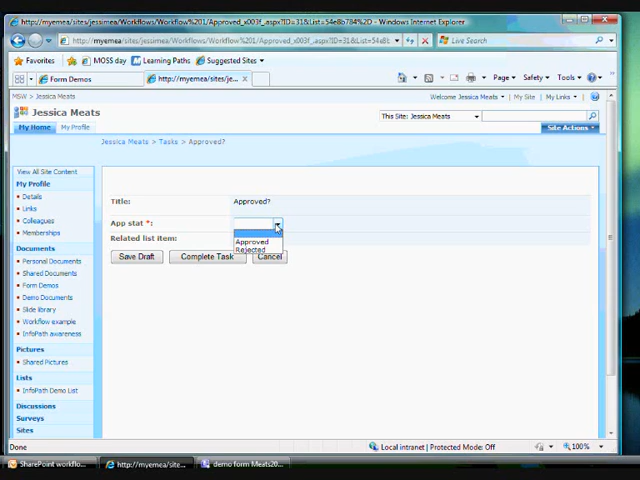 http://myemea/sites/jessimea/Workflows/Workflow%201/Approved_x003f_.aspx?ID=31&List=54e8b784%2D - Windows Internet Explorer
http://myemea/sites/jessimea/Workflows/Workflow%201/Approved_x003f_.aspx?ID=31&List=54e8
Live Search
Favorites
MOSS day
Learning Paths
Suggested Sites
Form Demos
http://myemea/sites/je...
Page
Safety
Tools
MSW > Jessica Meats
Welcome Jessica Meats
My Site
My Links
Jessica Meats
This Site: Jessica Meats
My Home
My Profile
Site Actions
Jessica Meats > Tasks > Approved?
View All Site Content
My Profile
Details
Links
Colleagues
Memberships
Documents
Personal Documents
Shared Documents
Form Demos
Demo Documents
Slide library
Workflow example
InfoPath awareness
Pictures
Shared Pictures
Lists
InfoPath Demo List
Discussions
Surveys
Sites
Title:
Approved?
App stat *:
Approved
Rejected
Related list item:
Save Draft
Complete Task
Cancel
Done
Local intranet | Protected Mode: Off
100%
SharePoint workflo...
http://myemea/site...
demo form Meats20...